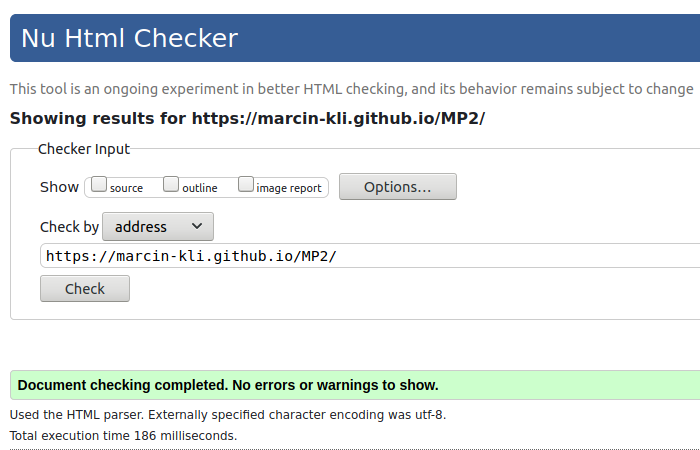 Nu Html Checker
This tool is an ongoing experiment in better HTML checking, and its behavior remains subject to change
Showing results for https://marcin-kli.github.io/MP2/
Checker Input
Show source outline image report Options...
Check by address
https://marcin-kli.github.io/MP2/
Check
Document checking completed. No errors or warnings to show.
Used the HTML parser. Externally specified character encoding was utf-8.
Total execution time 186 milliseconds.